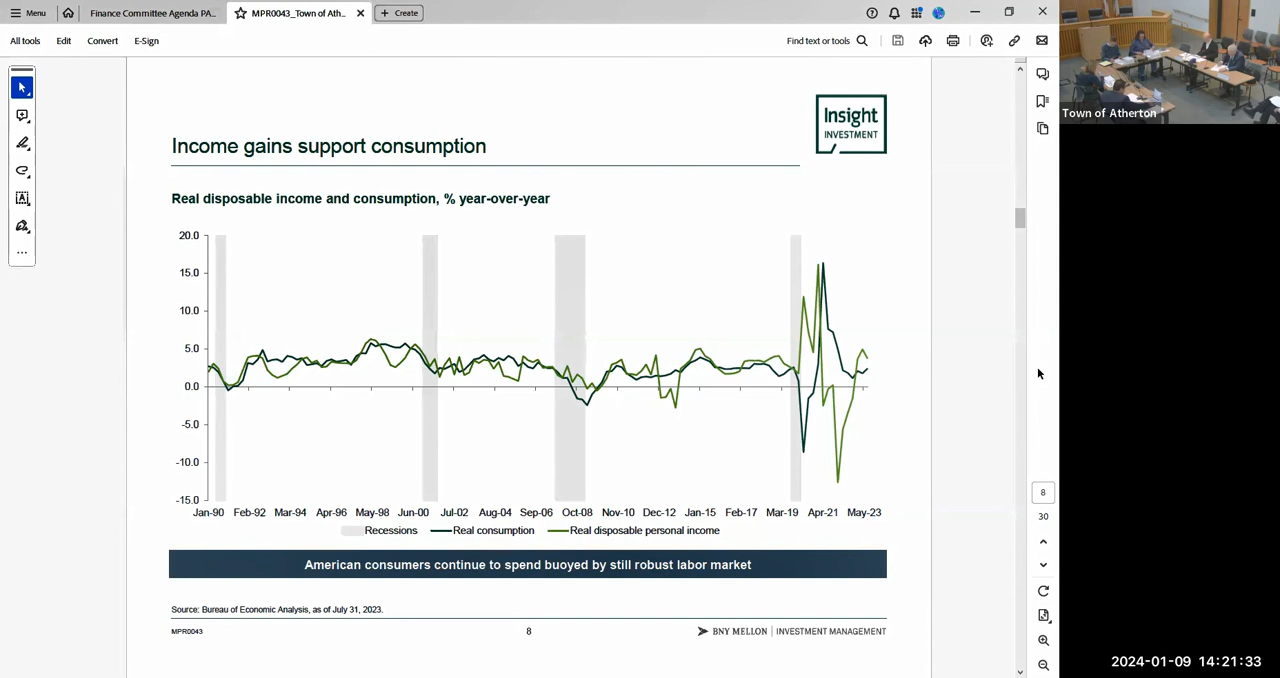 Menu
Finance Committee Agenda PA...
MPR0043_Town of Ath...
Create
All tools
Edit
Convert
E-Sign
Find text or tools
Town of Atherton
Insight
INVESTMENT
Income gains support consumption
Real disposable income and consumption, % year-over-year
20.0
15.0
10.0
5.0
0.0
-5.0
-10.0
-15.0
Jan-90 Feb-92 Mar-94 Apr-96 May-98 Jun-00 Jul-02 Aug-04 Sep-06 Oct-08 Nov-10 Dec-12 Jan-15 Feb-17 Mar-19 Apr-21 May-23
Recessions Real consumption Real disposable personal income
American consumers continue to spend buoyed by still robust labor market
Source: Bureau of Economic Analysis, as of July 31, 2023.
MPR0043
8
BNY MELLON | INVESTMENT MANAGEMENT
8
30
2024-01-09 14:21:33